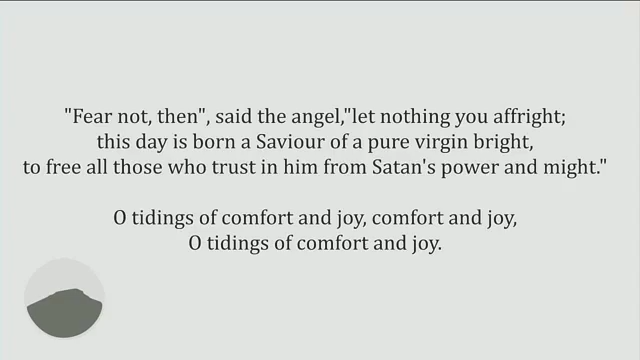 "Fear not, then", said the angel,"let nothing you affright;
this day is born a Saviour of a pure virgin bright,
to free all those who trust in him from Satan's power and might."
O tidings of comfort and joy, comfort and joy,
O tidings of comfort and joy.